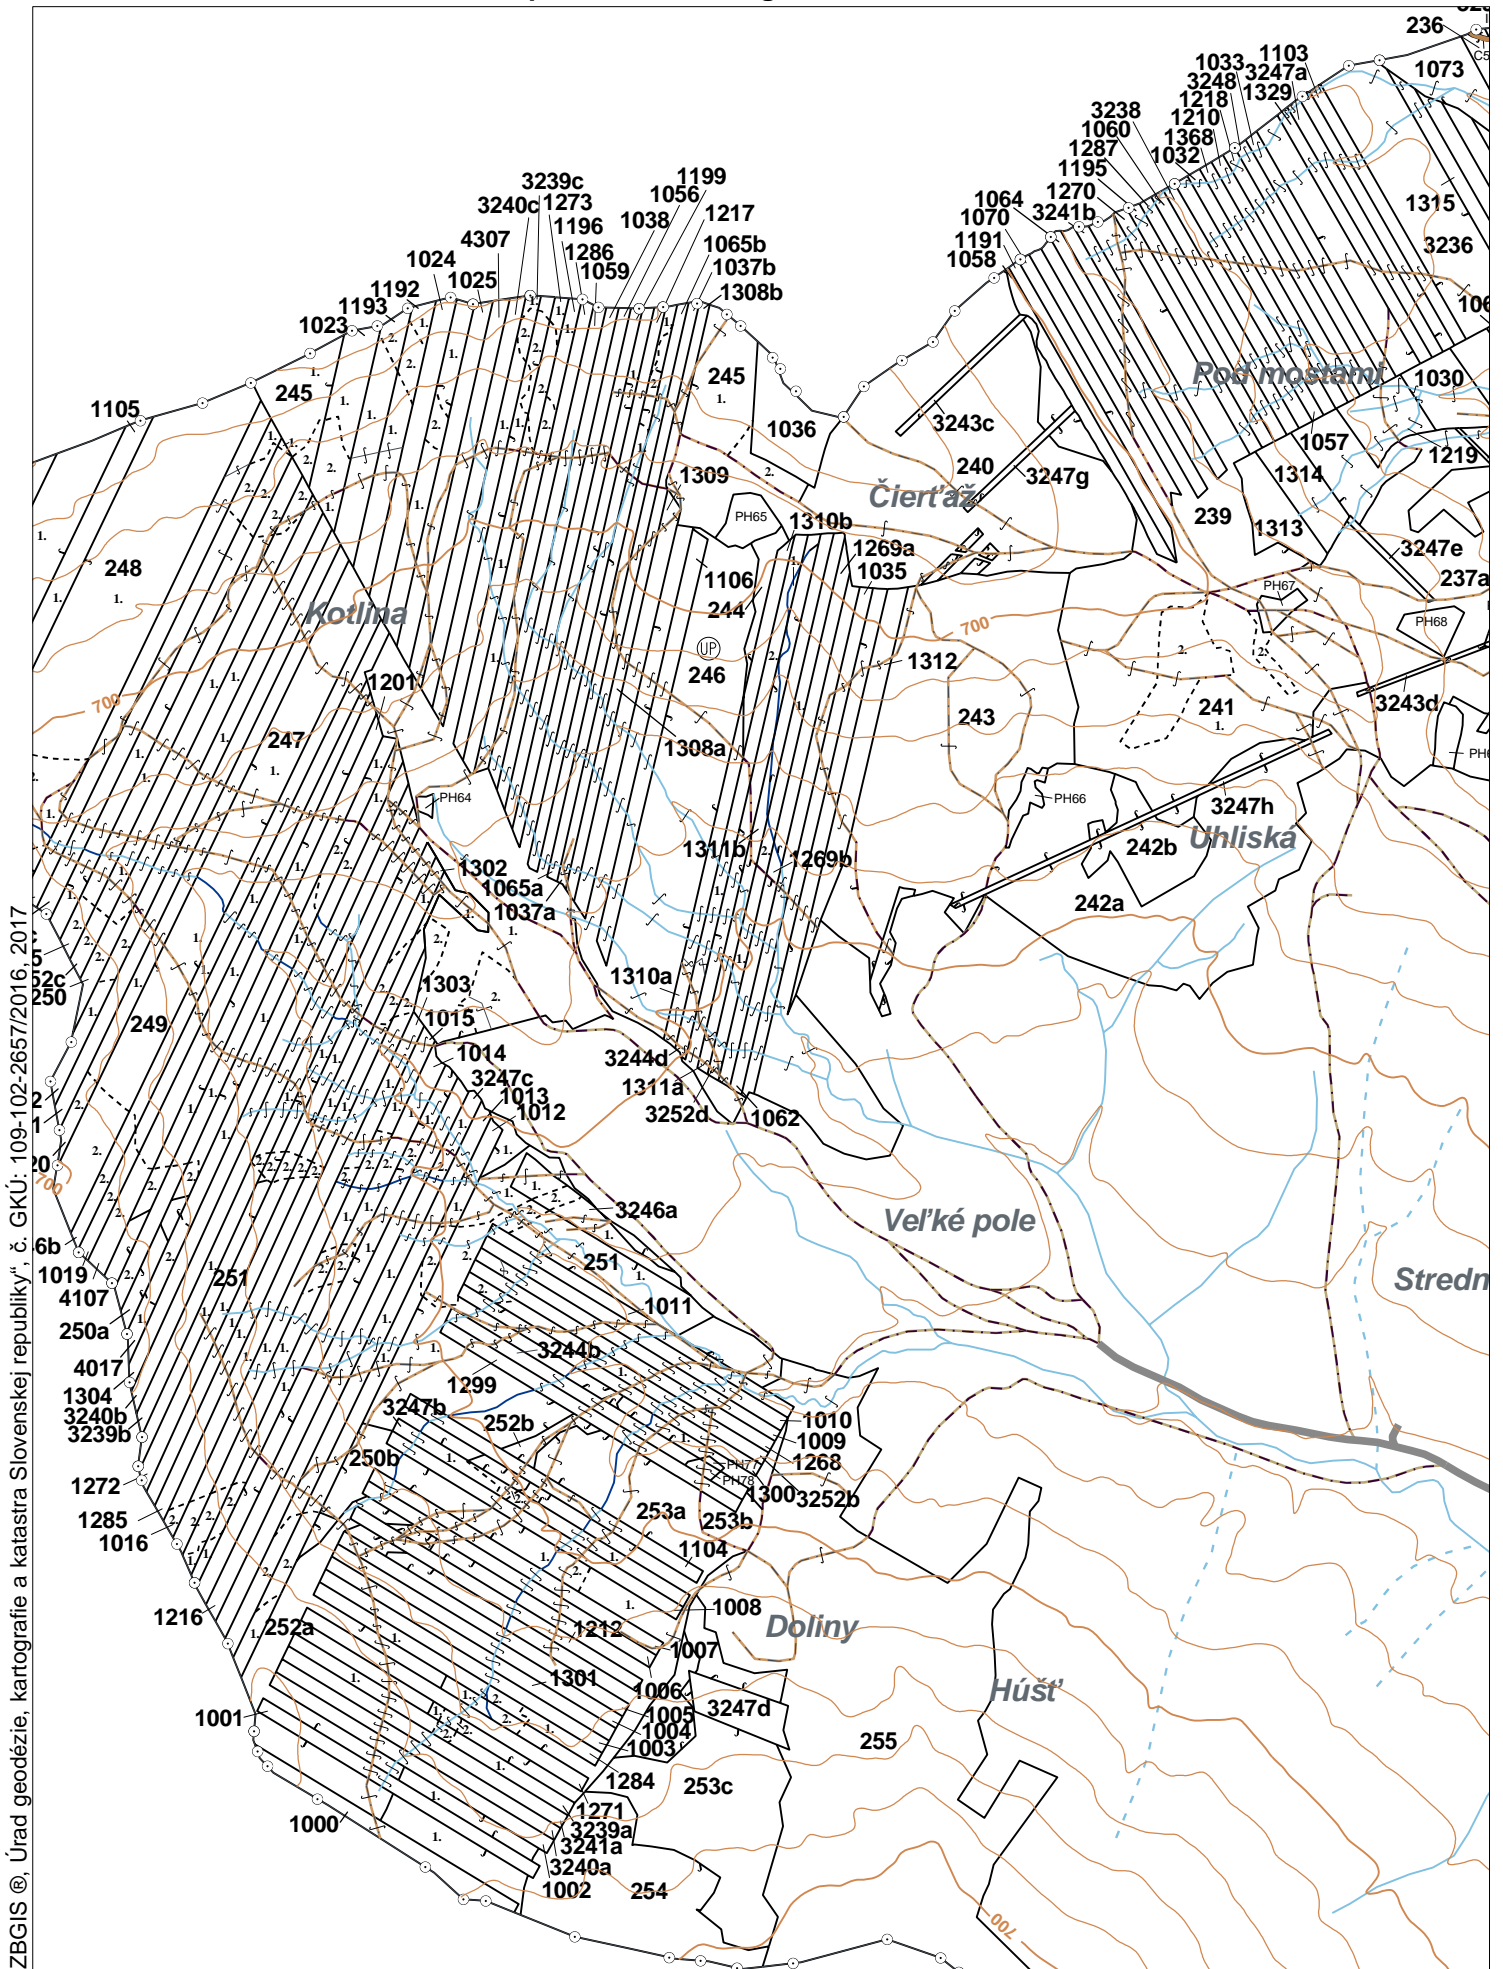 236
C5
1073
1103
1033
3247a
3248
1329
1218
1210
1368
1032
3238
1060
1287
1195
1270
1064
3241b
1070
1191
1058
1315
3236
1199
1056
1038
1217
3239c
1273
3240c
1196
1286
1059
1065b
1037b
1308b
4307
1024
1025
1192
1193
1023
245
245
1105
1036
3243c
240
3247g
Čierťaž
Pod mostami
1030
1057
1219
1314
239
1313
3247e
237a
1309
PH65
1310b
1269a
1035
1106
244
UP
246
248
Kotlina
1201
700
700
247
1308a
1312
243
PH67
PH68
241
3243d
PH64
PH66
3247h
Uhliská
242b
242a
1311b
1269b
1302
1065a
1037a
1303
1310a
52c
250
249
1015
1014
3247c
1013
1012
3244d
1311a
3252d
1062
20
700
3246a
251
251
Veľké pole
Stredn
6b
1019
4107
250a
4017
1304
3240b
3239b
1011
3244b
1299
3247b
252b
250b
1010
1009
1268
PH77
PH78
1300
3252b
253a
253b
1272
1285
1016
1104
1216
252a
1008
1212
1007
Doliny
1301
1006
1005
3247d
1004
1003
Húšť
255
1001
1284
253c
1271
1000
3239a
3241a
3240a
1002
254
700
ZBGIS ®, Úrad geodézie, kartografie a katastra Slovenskej republiky“, č. GKÚ: 109-102-2657/2016, 2017